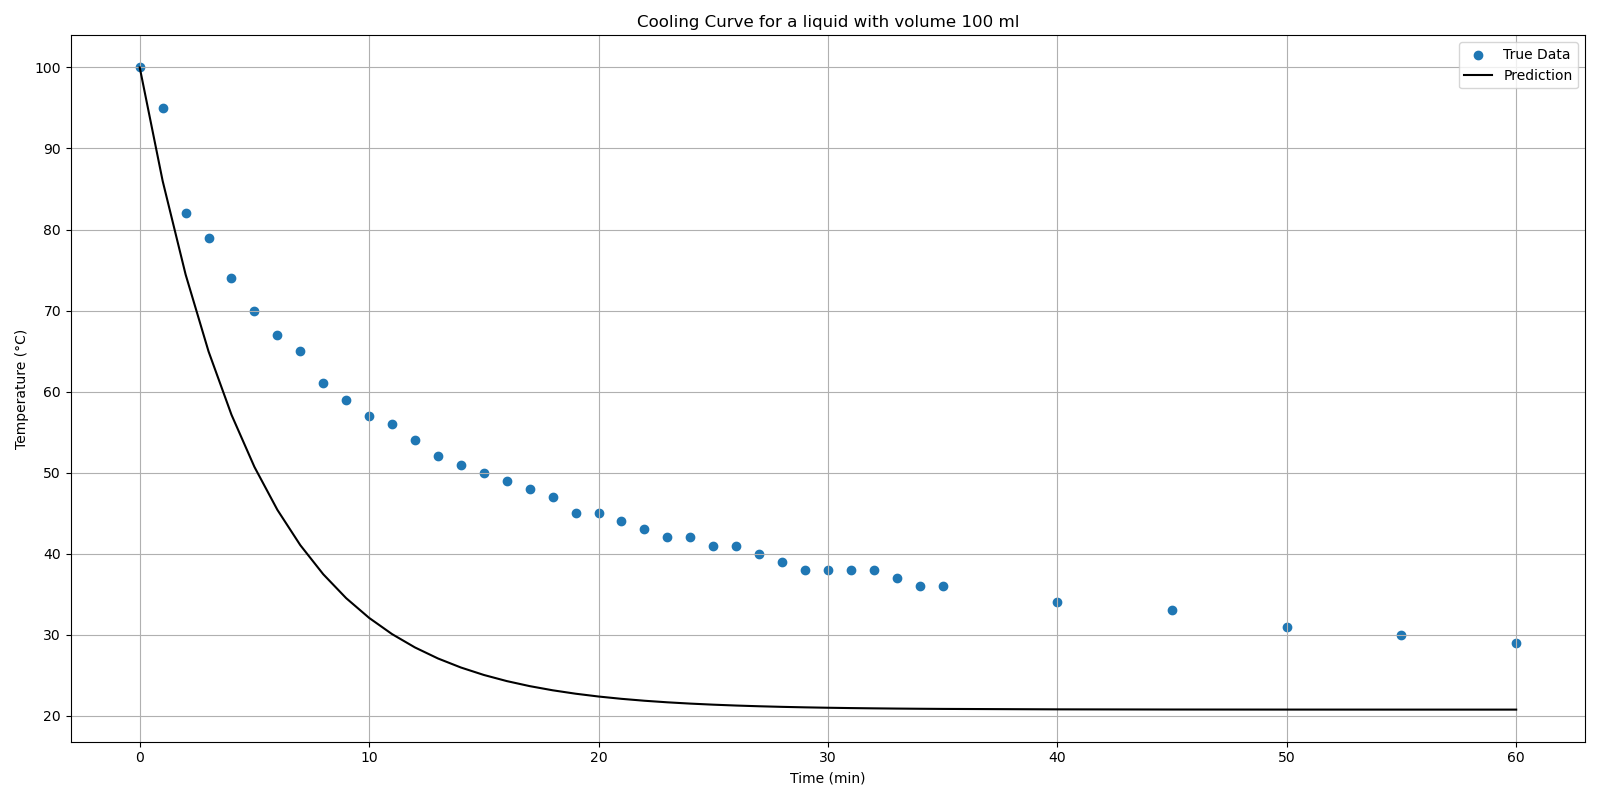 Cooling Curve for a liquid with volume 100 ml
True Data
Prediction
Temperature (°C)
100
90
80
70
60
50
40
30
20
0 10 20 30 40 50 60
Time (min)